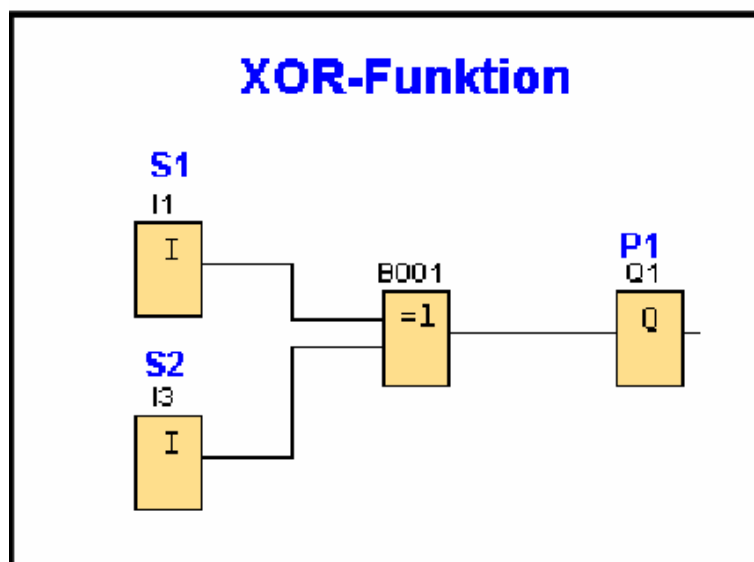 XOR-Funktion
S1
I1
I
S2
I3
I
B001
=1
P1
Q1
Q